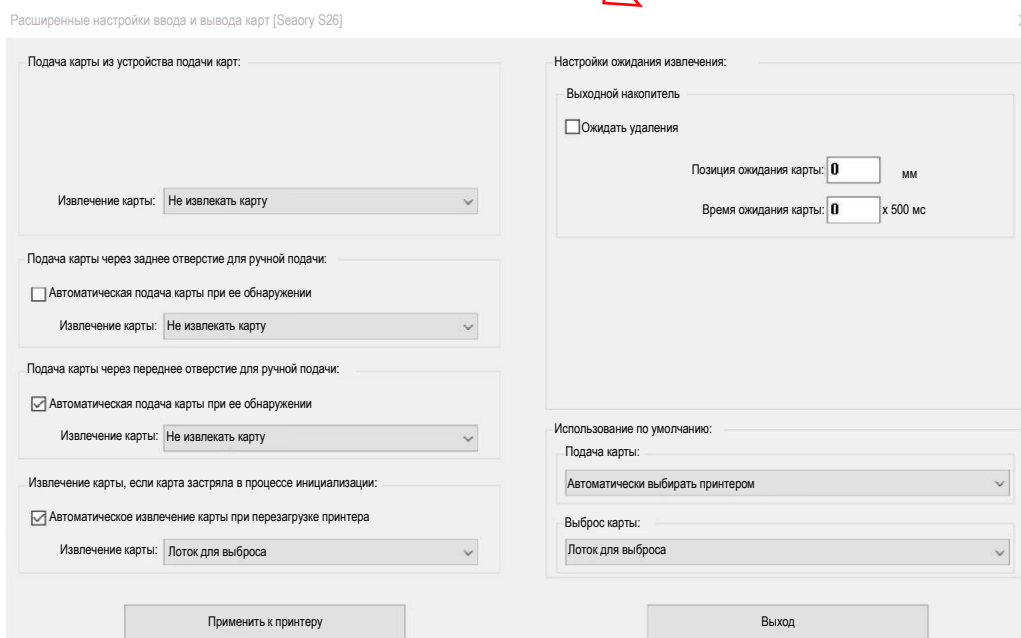 Расширенные настройки ввода и вывода карт [Seaory S26]
Подача карты из устройства подачи карт:
Извлечение карты: Не извлекать карту
Подача карты через заднее отверстие для ручной подачи:
Автоматическая подача карты при ее обнаружении
Извлечение карты: Не извлекать карту
Подача карты через переднее отверстие для ручной подачи:
Автоматическая подача карты при ее обнаружении
Извлечение карты: Не извлекать карту
Извлечение карты, если карта застряла в процессе инициализации:
Автоматическое извлечение карты при перезагрузке принтера
Извлечение карты: Лоток для выброса
Настройки ожидания извлечения:
Выходной накопитель
Ожидать удаления
Позиция ожидания карты: 0 мм
Время ожидания карты: 0 x 500 мс
Использование по умолчанию:
Подача карты:
Автоматически выбирать принтером
Выброс карты:
Лоток для выброса
Применить к принтеру
Выход